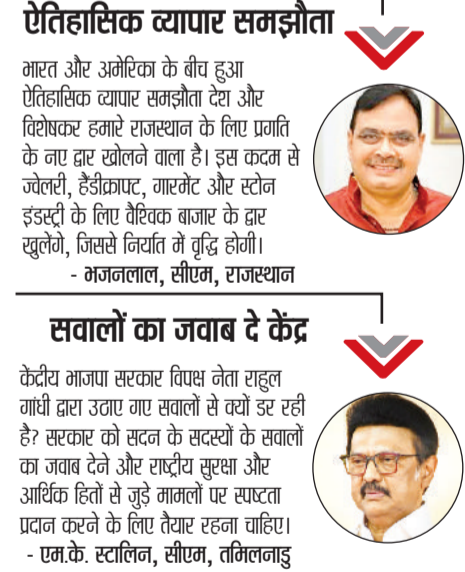 ऐतिहासिक व्यापार समझौता
भारत और अमेरिका के बीच हुआ
ऐतिहासिक व्यापार समझौता देश और
विशेषकर हमारे राजस्थान के लिए प्रगति
के नए द्वार खोलने वाला है। इस कदम से
ज्वेलरी, हैंडीक्राफ्ट, गारमेंट और स्टोन
इंडस्ट्री के लिए वैश्विक बाजार के द्वार
खुलेंगे, जिससे निर्यात में वृद्धि होगी।
- भजनलाल, सीएम, राजस्थान
सवालों का जवाब दे केंद्र
केंद्रीय भाजपा सरकार विपक्ष नेता राहुल
गांधी द्वारा उठाए गए सवालों से क्यों डर रही
है? सरकार को सदन के सदस्यों के सवालों
का जवाब देने और राष्ट्रीय सुरक्षा और
आर्थिक हितों से जुड़े मामलों पर स्पष्टता
प्रदान करने के लिए तैयार रहना चाहिए।
- एम.के. स्टालिन, सीएम, तमिलनाडु